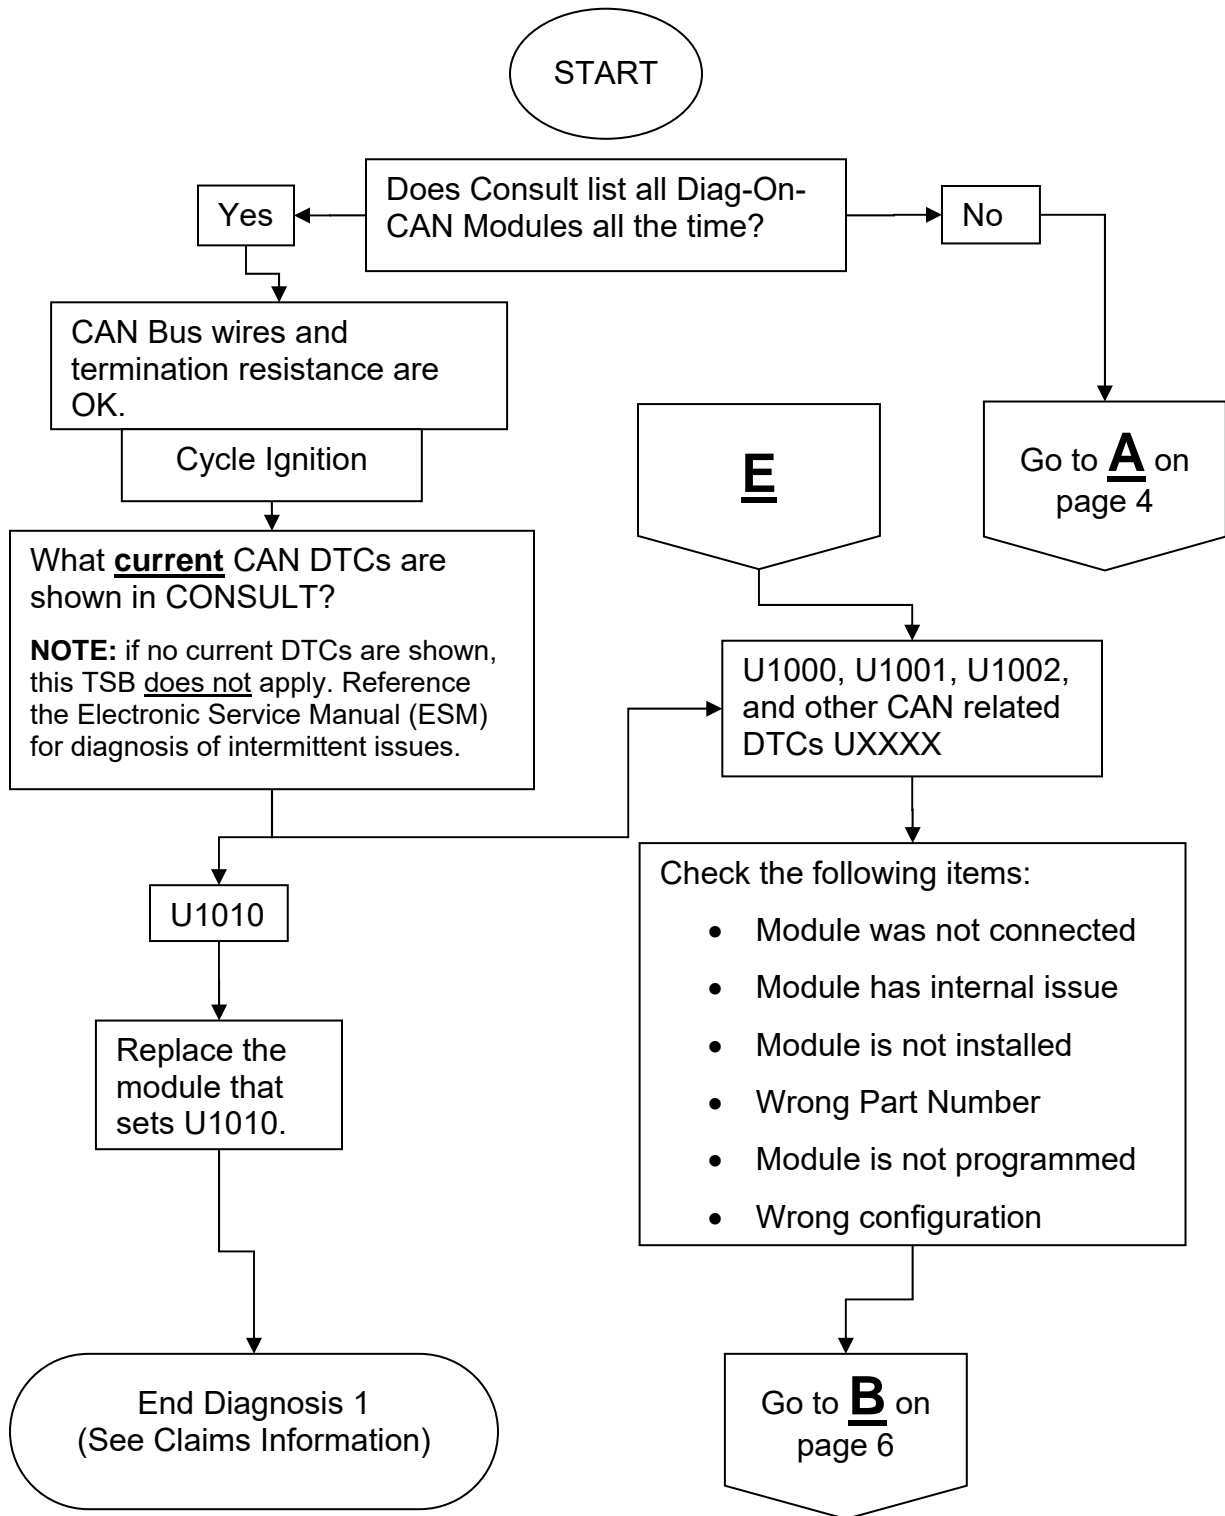 START
Does Consult list all Diag-On-
CAN Modules all the time?
Yes
No
CAN Bus wires and
termination resistance are
OK.
Cycle Ignition
E
Go to A on
page 4
What current CAN DTCs are
shown in CONSULT?
NOTE: if no current DTCs are shown,
this TSB does not apply. Reference
the Electronic Service Manual (ESM)
for diagnosis of intermittent issues.
U1000, U1001, U1002,
and other CAN related
DTCs UXXXX
U1010
Replace the
module that
sets U1010.
Check the following items:
• Module was not connected
• Module has internal issue
• Module is not installed
• Wrong Part Number
• Module is not programmed
• Wrong configuration
End Diagnosis 1
(See Claims Information)
Go to B on
page 6